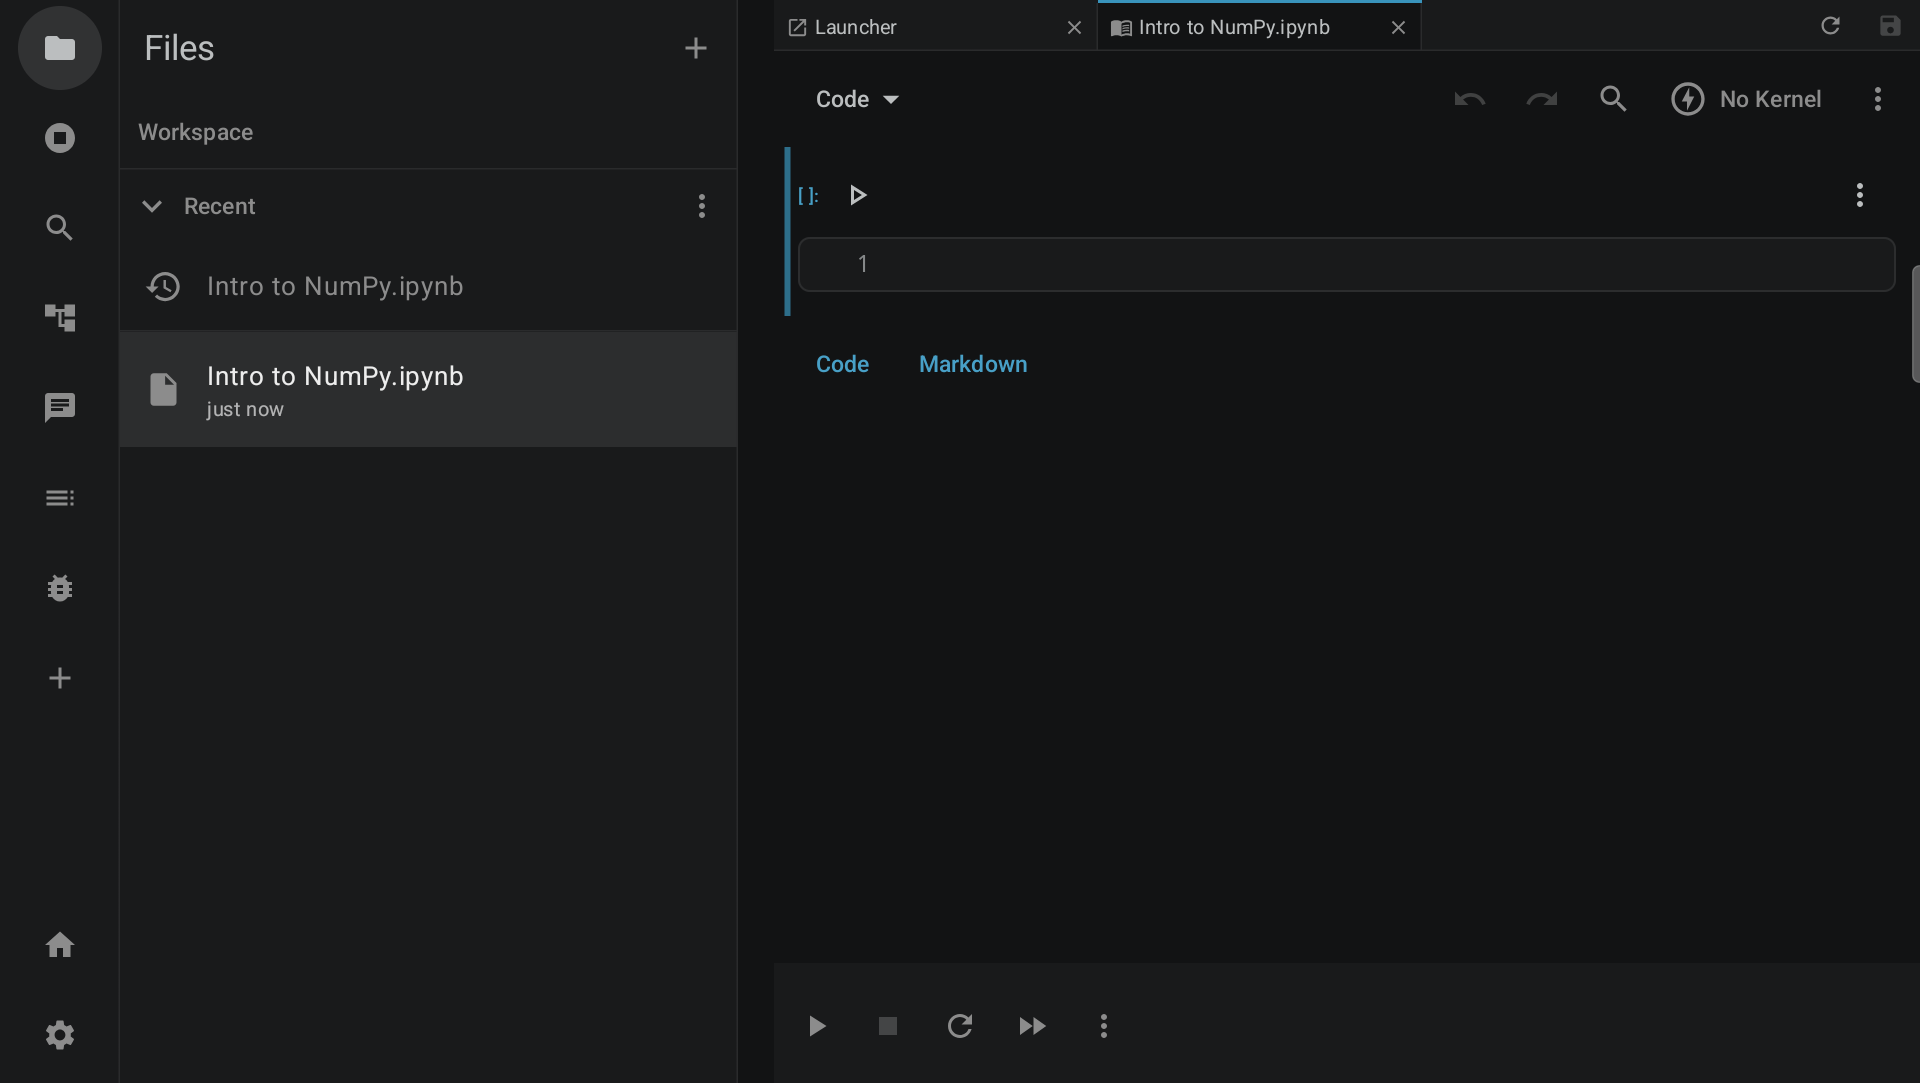 Files
Workspace
Recent
Intro to NumPy.ipynb
Intro to NumPy.ipynb
just now
Launcher
Intro to NumPy.ipynb
Code
No Kernel
[ ]:
1
Code
Markdown